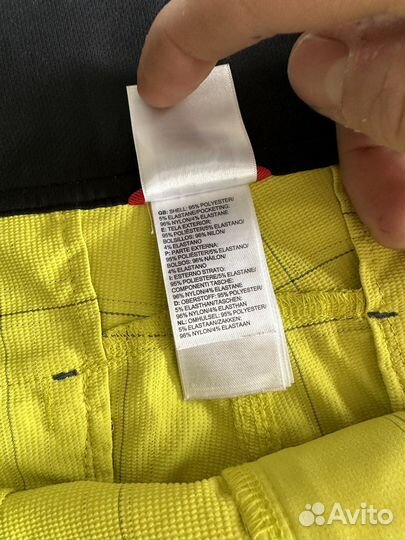 GB: SHELL: 95% POLYESTER/
5% ELASTANE/POCKETING:
96% NYLON/4% ELASTANE
E: TELA EXTERIOR:
95% POLIÉSTER/5% ELASTANO/
BOLSILLOS: 96% NILÓN/
4% ELASTANO
P: PARTE EXTERNA:
95% POLIÉSTER/5% ELASTANO/
BOLSOS: 96% NÁILON/
4% ELASTANO
I: ESTERNO STRATO:
95% POLIESTERE/5% ELASTANE/
COMPONENTI TASCHE:
96% NYLON/4% ELASTANE
D: OBERSTOFF: 95% POLYESTER/
5% ELASTHAN/TASCHEN:
96% NYLON/4% ELASTHAN
NL: OMHULSEL: 95% POLYESTER/
5% ELASTAAN/ZAKKEN:
96% NYLON/4% ELASTAAN
Avito